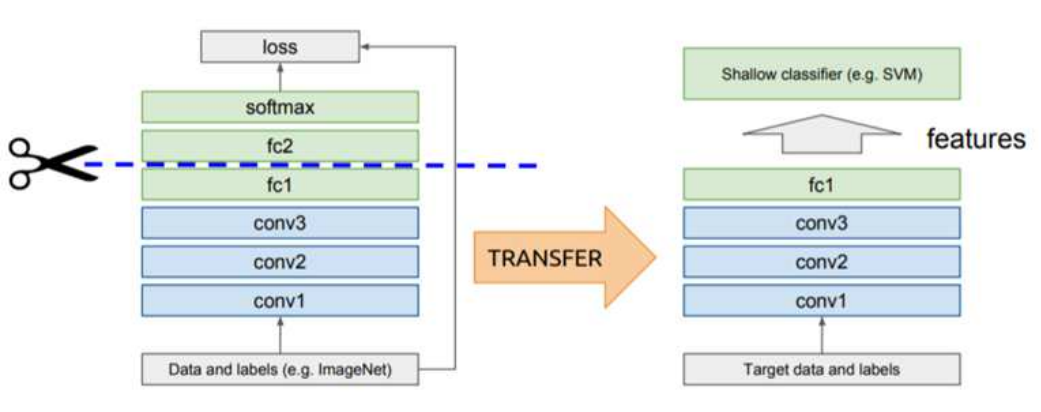 loss
softmax
fc2
fc1
conv3
conv2
conv1
Data and labels (e.g. ImageNet)
TRANSFER
Shallow classifier (e.g. SVM)
features
fc1
conv3
conv2
conv1
Target data and labels